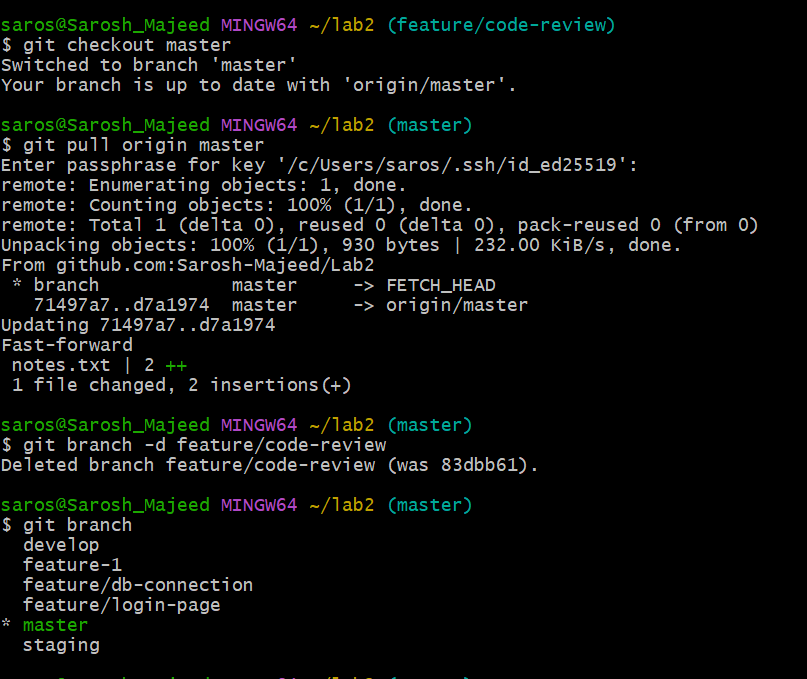 saros@Sarosh_Majeed MINGW64 ~/lab2 (feature/code-review)
$ git checkout master
Switched to branch 'master'
Your branch is up to date with 'origin/master'.
saros@Sarosh_Majeed MINGW64 ~/lab2 (master)
$ git pull origin master
Enter passphrase for key '/c/Users/saros/.ssh/id_ed25519':
remote: Enumerating objects: 1, done.
remote: Counting objects: 100% (1/1), done.
remote: Total 1 (delta 0), reused 0 (delta 0), pack-reused 0 (from 0)
Unpacking objects: 100% (1/1), 930 bytes | 232.00 KiB/s, done.
From github.com:Sarosh-Majeed/Lab2
 * branch            master     -> FETCH_HEAD
   71497a7..d7a1974  master     -> origin/master
Updating 71497a7..d7a1974
Fast-forward
 notes.txt | 2 ++
 1 file changed, 2 insertions(+)
saros@Sarosh_Majeed MINGW64 ~/lab2 (master)
$ git branch -d feature/code-review
Deleted branch feature/code-review (was 83dbb61).
saros@Sarosh_Majeed MINGW64 ~/lab2 (master)
$ git branch
  develop
  feature-1
  feature/db-connection
  feature/login-page
* master
  staging